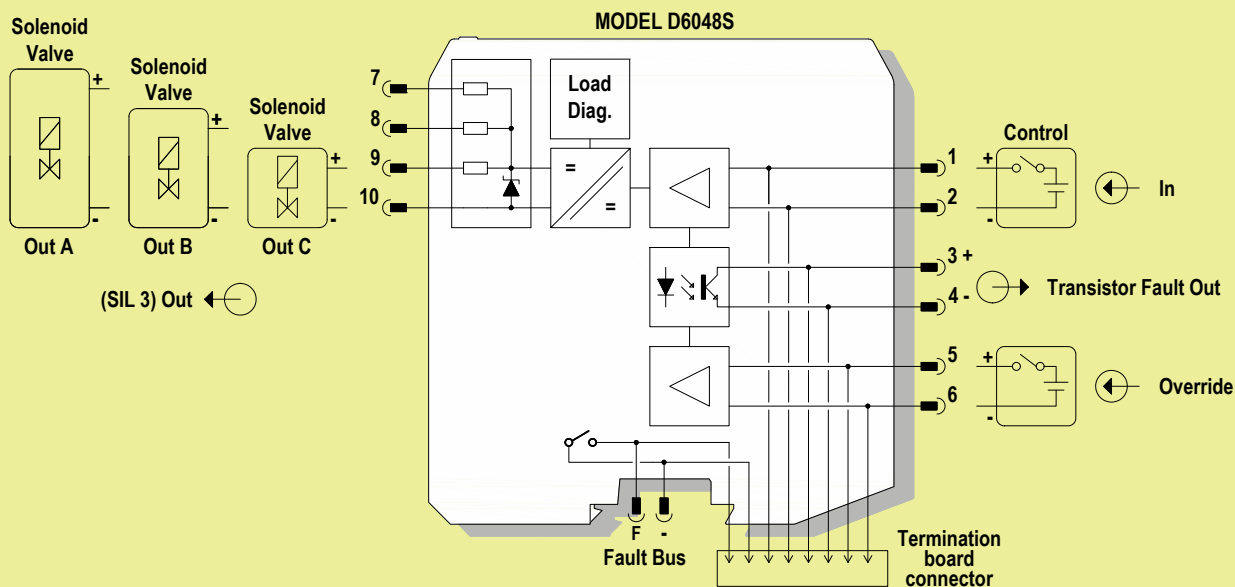 MODEL D6048S
Solenoid
Valve
+
-
Out A
Solenoid
Valve
+
-
Out B
Solenoid
Valve
+
-
Out C
(SIL 3) Out
7
8
9
10
Load
Diag.
=
=
1
2
3 +
4 -
5
6
Control
+
-
In
Transistor Fault Out
+
-
Override
F -
Fault Bus
Termination
board
connector